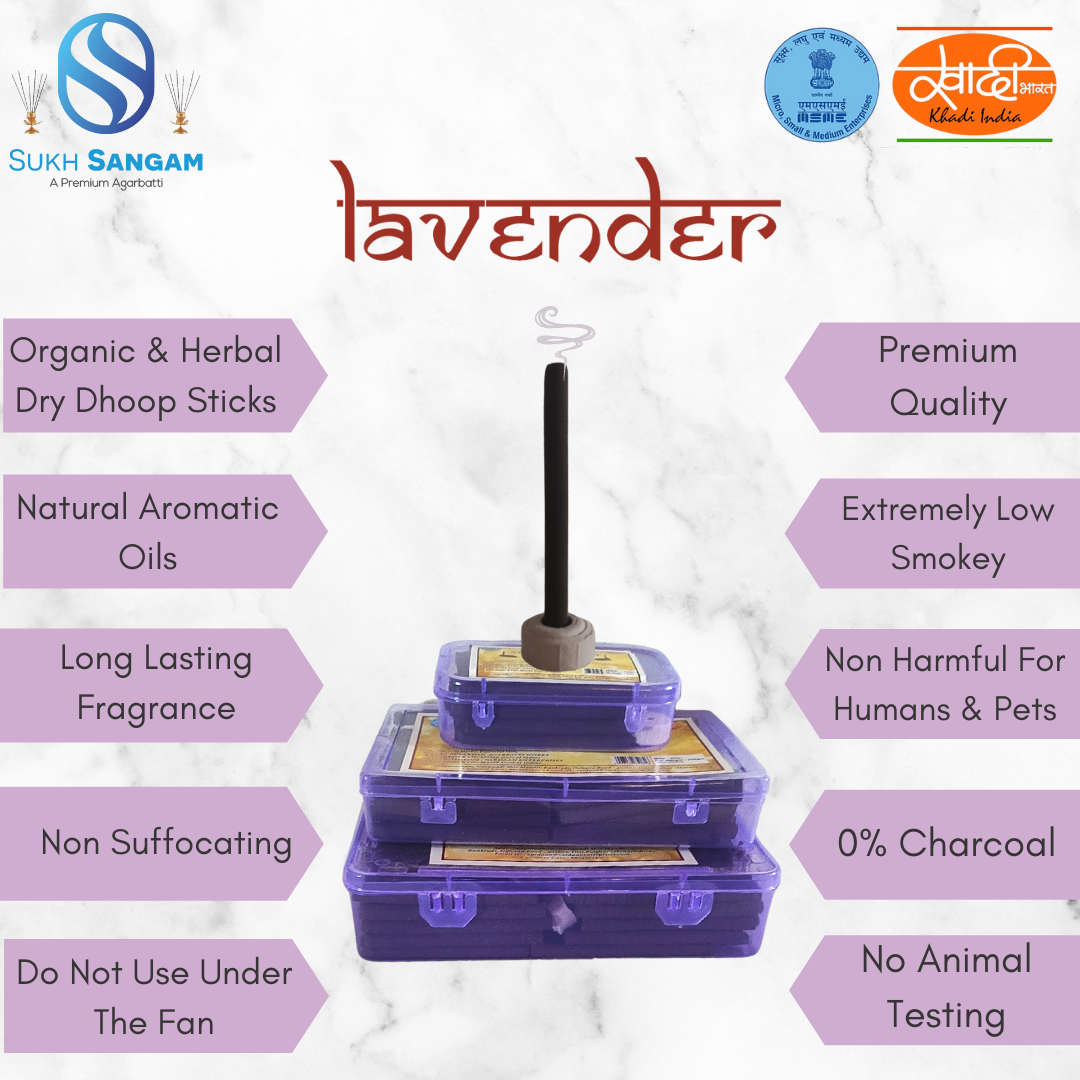 SUKH SANGAM
A Premium Agarbatti
सूक्ष्म, लघु एवं मध्यम उद्यम
एमएसएमई
MSME
Micro, Small & Medium Enterprises
खादी भारत
Khadi India
lavender
Organic & Herbal
Dry Dhoop Sticks
Natural Aromatic
Oils
Long Lasting
Fragrance
Non Suffocating
Do Not Use Under
The Fan
Premium
Quality
Extremely Low
Smokey
Non Harmful For
Humans & Pets
0% Charcoal
No Animal
Testing